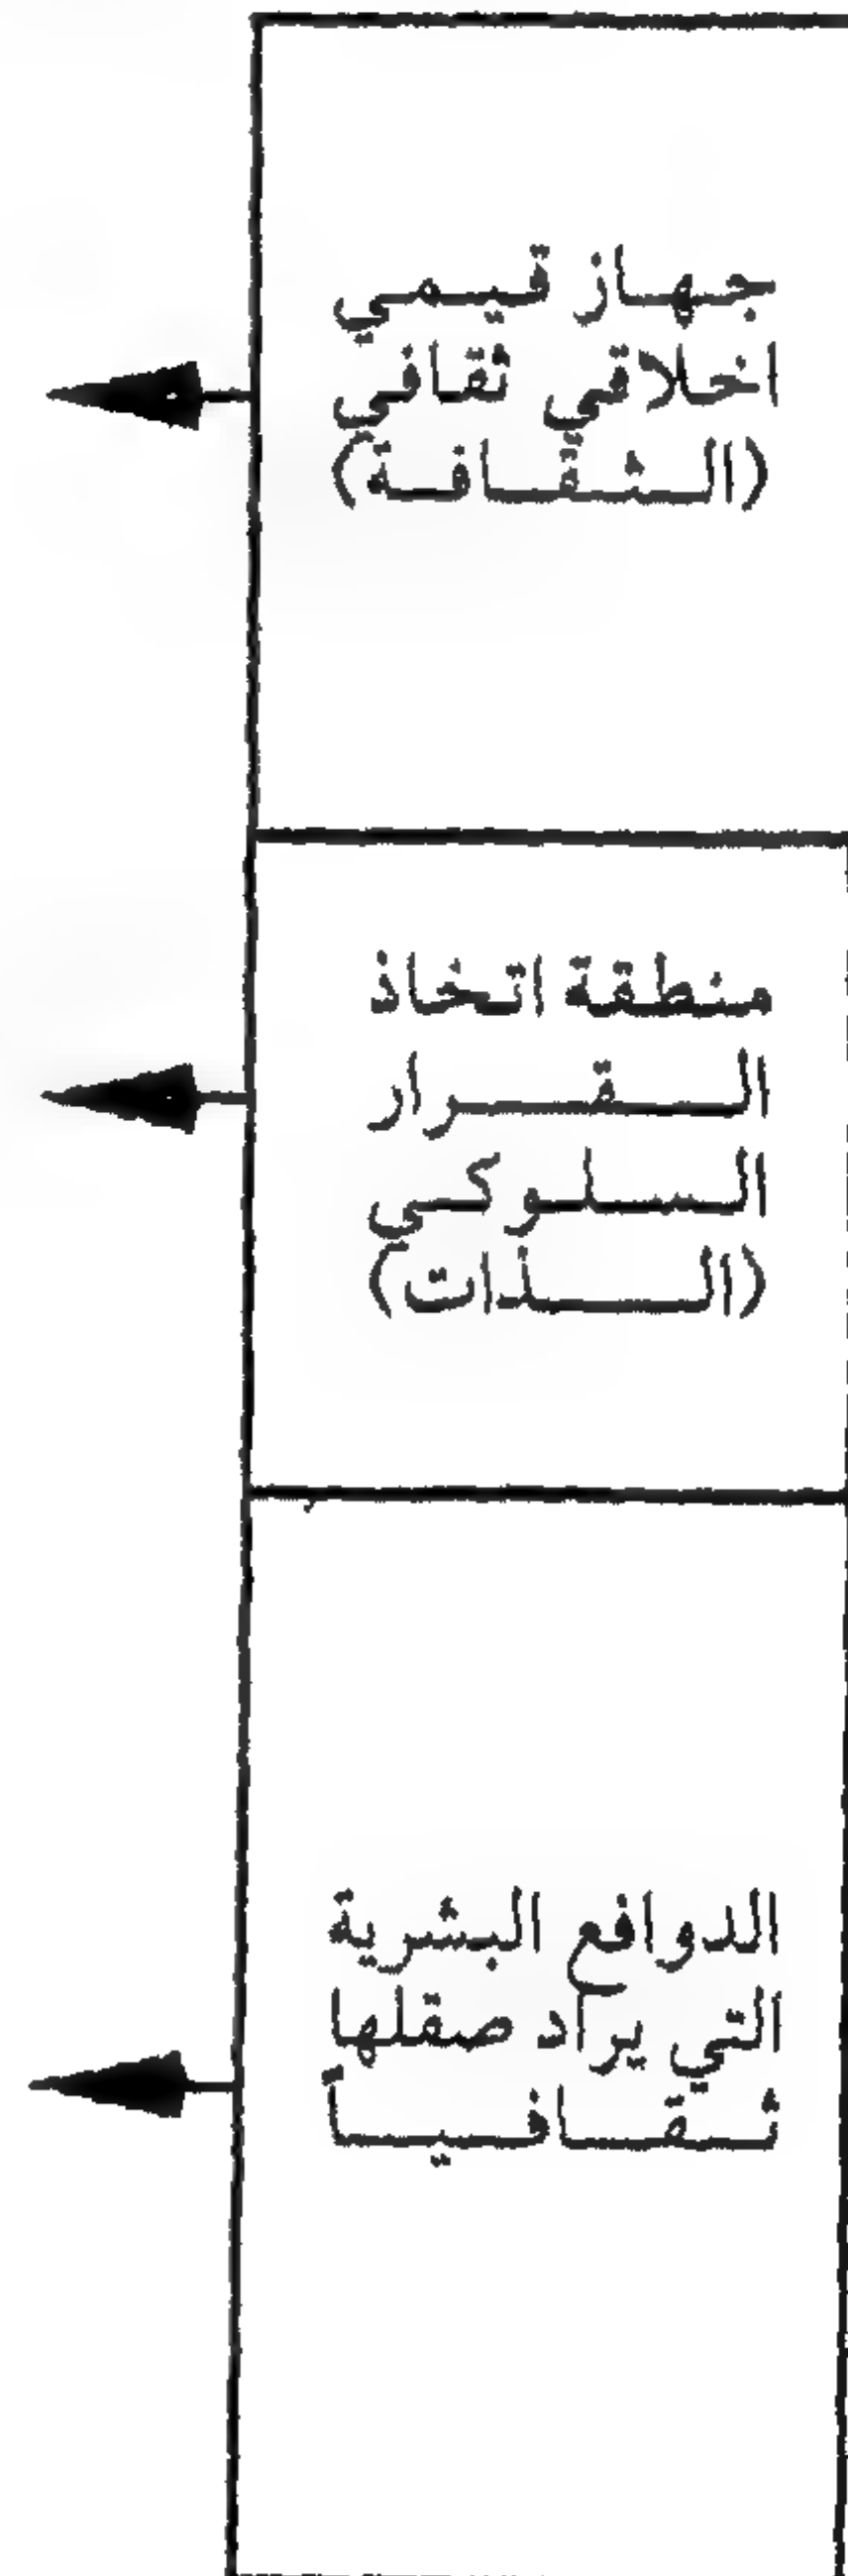 جهاز قيمي
اخلاقي ثقافي
(الثقافة)
منطقة اتخاذ
القرار
السلوكي
(الذات)
الدوافع البشرية
التي يراد صقلها
ثقافياً